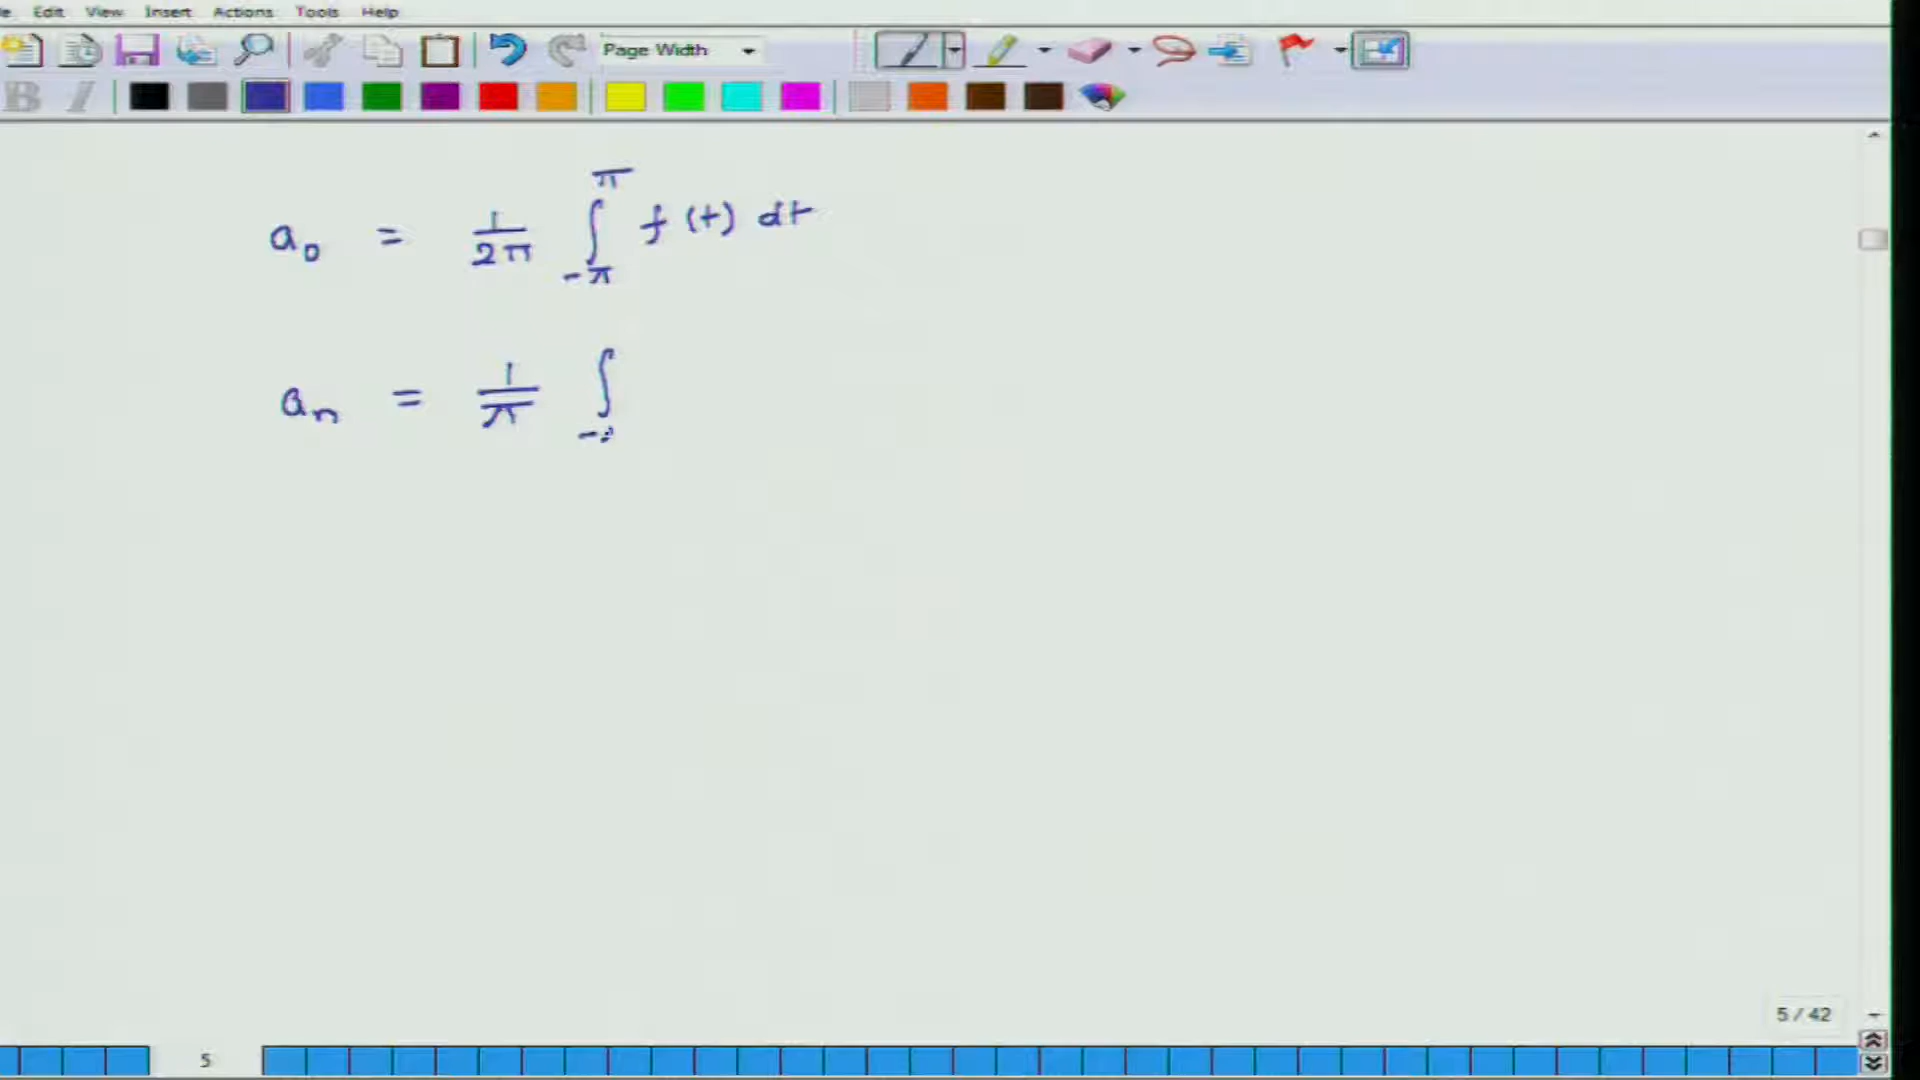 Edit View Insert Actions Tools Help
Page Width
B I
a₀ = 1/2π ∫_{-π}^{π} f(t) dt
aₙ = 1/π ∫_-
5 / 42
5